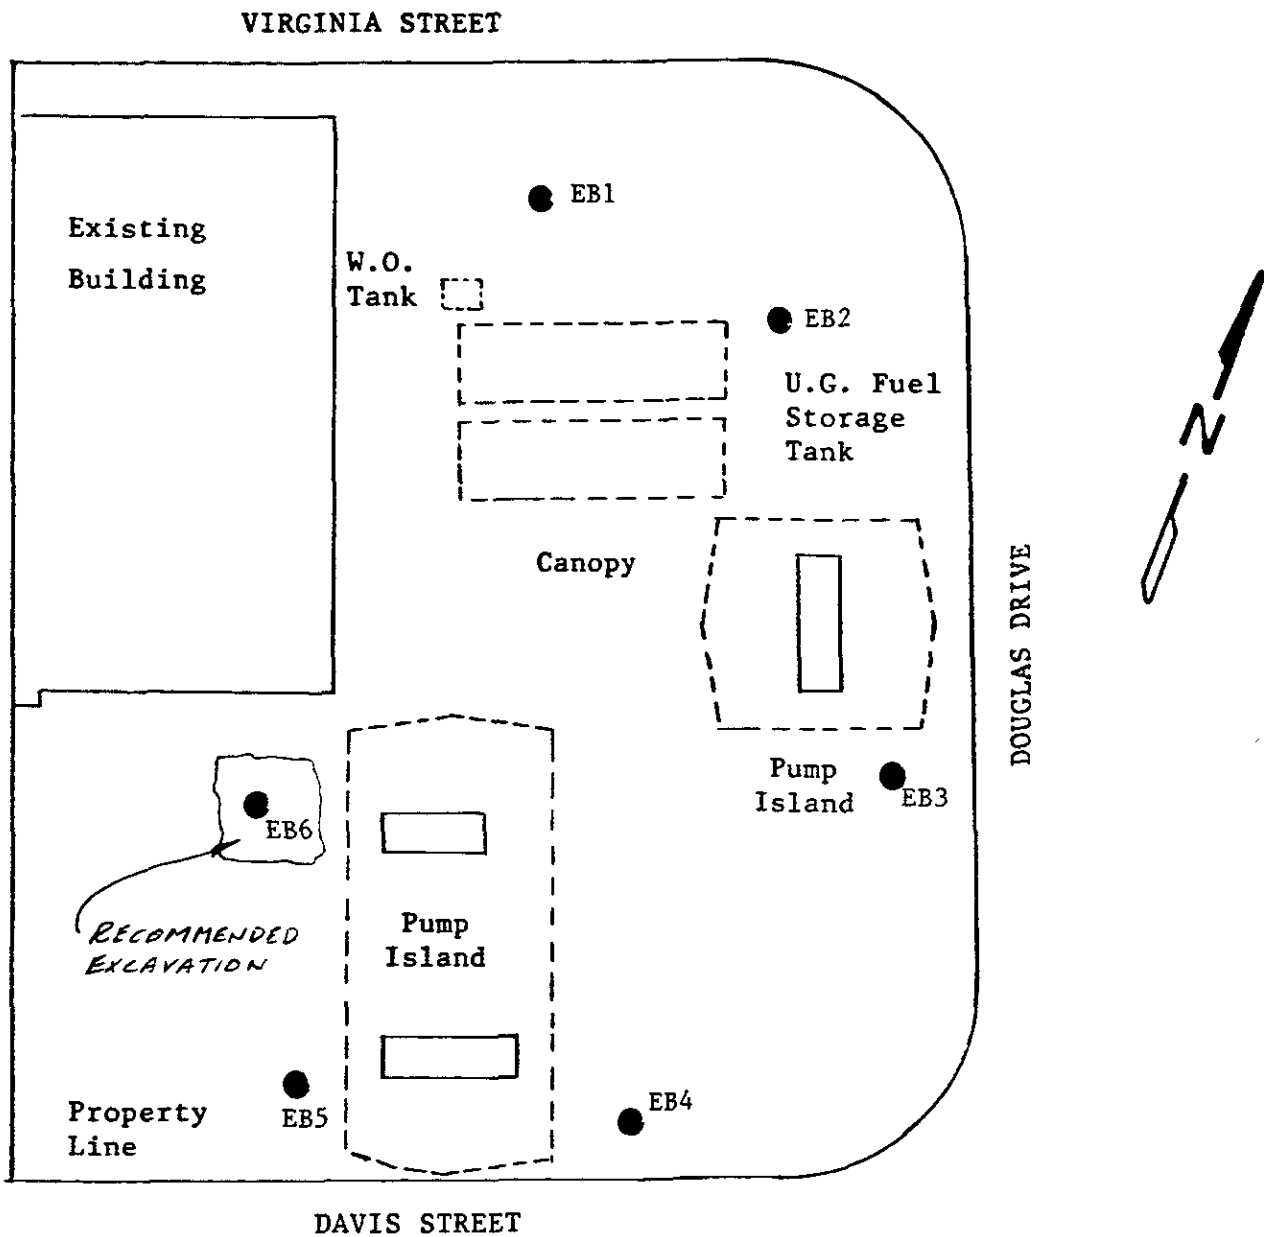 VIRGINIA STREET
EB1
Existing
Building
W.O.
Tank
EB2
U.G. Fuel
Storage
Tank
N
Canopy
DOUGLAS DRIVE
Pump
Island
EB3
EB6
RECOMMENDED
EXCAVATION
Pump
Island
EB5
EB4
Property
Line
DAVIS STREET